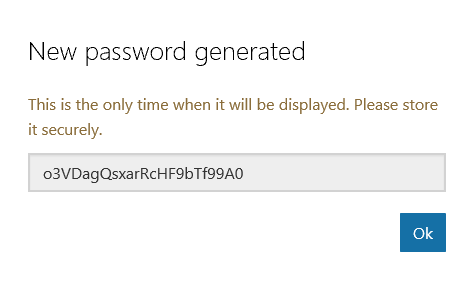 New password generated
This is the only time when it will be displayed. Please store
it securely.
o3VDagQsxarRcHF9bTf99A0
Ok